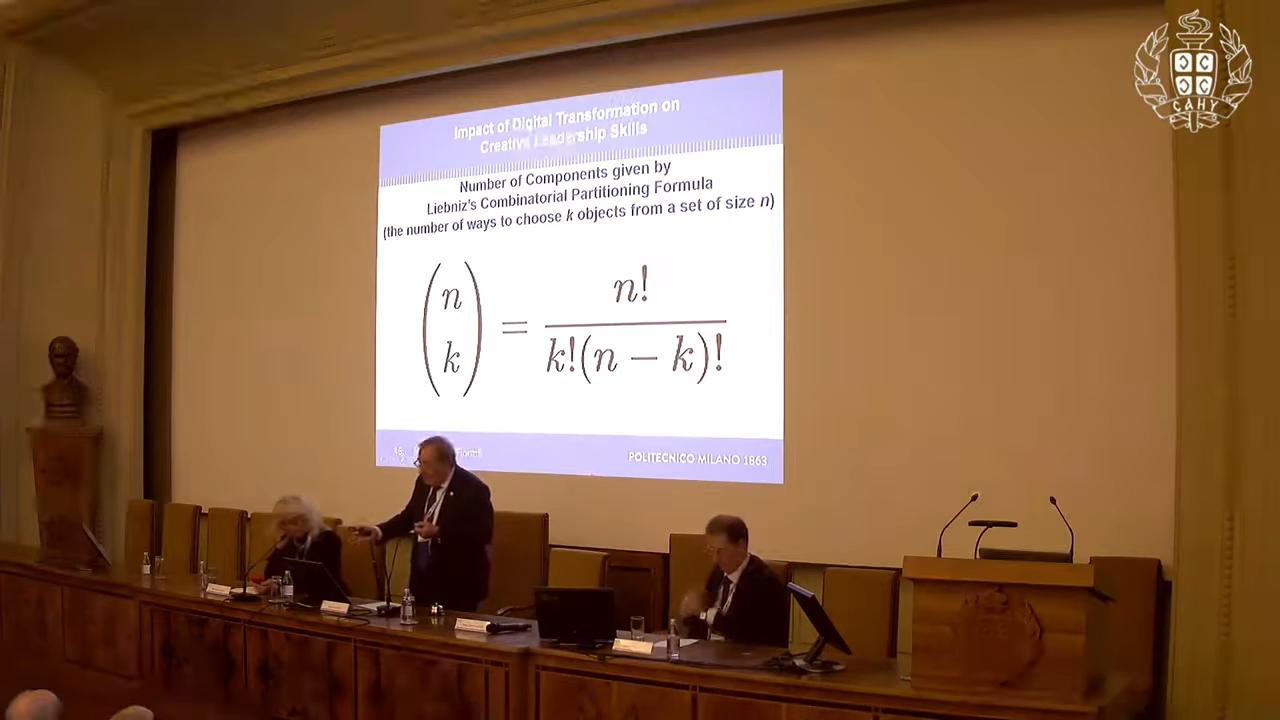 Impact of Digital Transformation on
Creative Leadership Skills
Number of Components given by
Liebniz's Combinatorial Partitioning Formula
(the number of ways to choose k objects from a set of size n)
(n k) = n! / k!(n − k)!
POLITECNICO MILANO 1863
САНУ